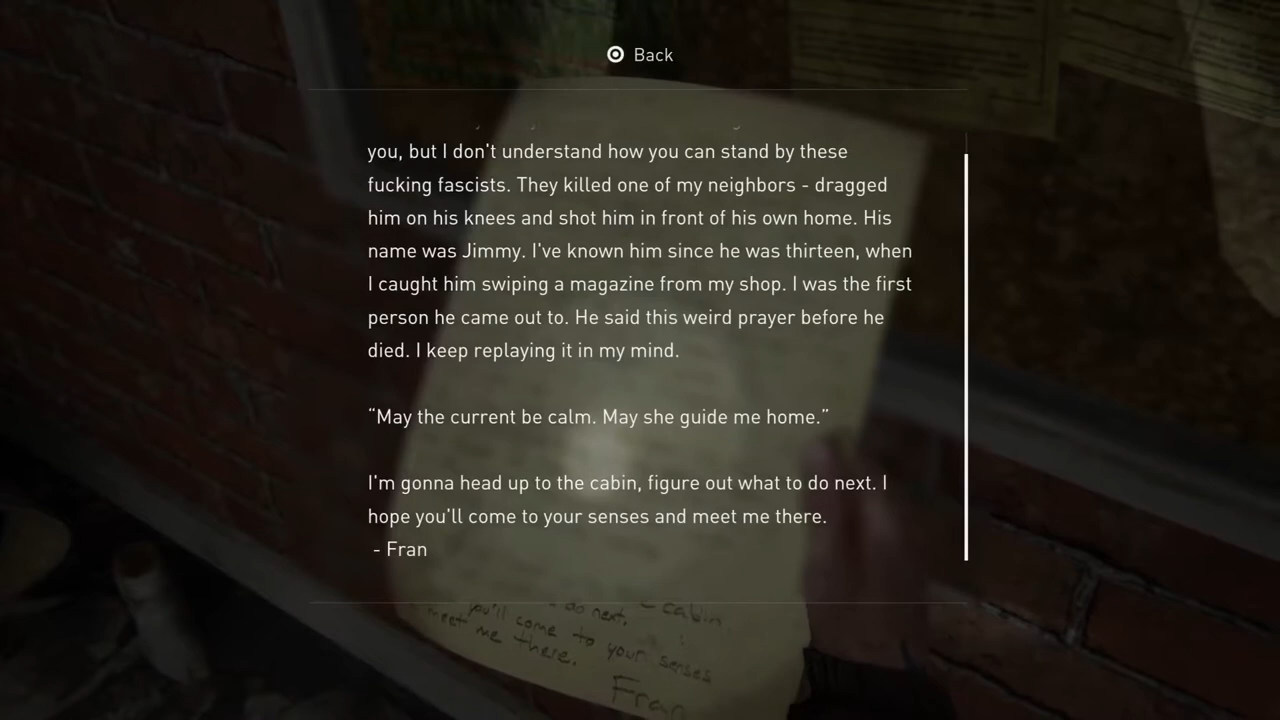 Back
you, but I don't understand how you can stand by these
fucking fascists. They killed one of my neighbors - dragged
him on his knees and shot him in front of his own home. His
name was Jimmy. I've known him since he was thirteen, when
I caught him swiping a magazine from my shop. I was the first
person he came out to. He said this weird prayer before he
died. I keep replaying it in my mind.
“May the current be calm. May she guide me home.”
I'm gonna head up to the cabin, figure out what to do next. I
hope you'll come to your senses and meet me there.
- Fran
do next. cabin
you'll come to your senses
meet me there.
Fran